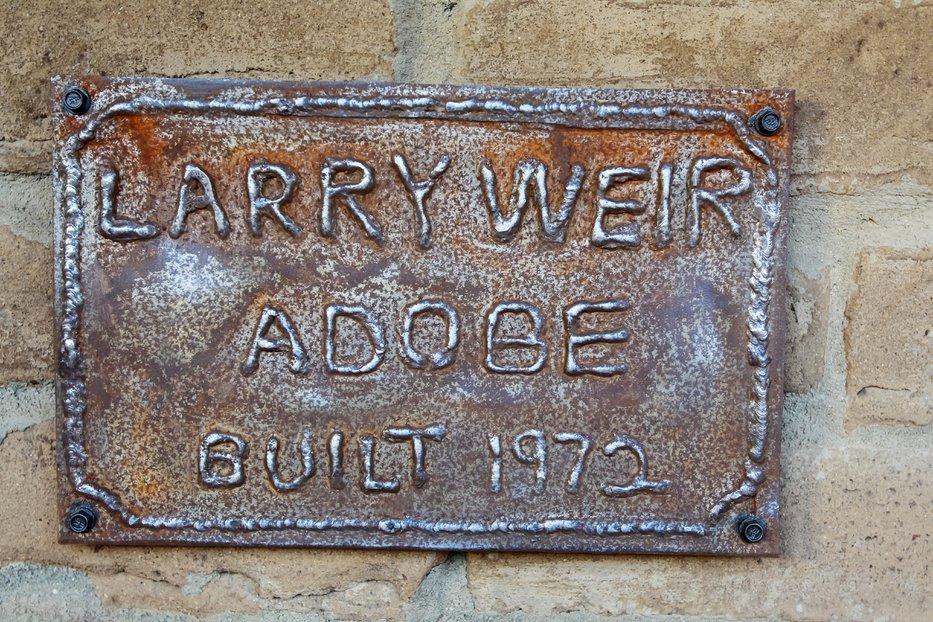 LARRY WEIR
ADOBE
BUILT 1972